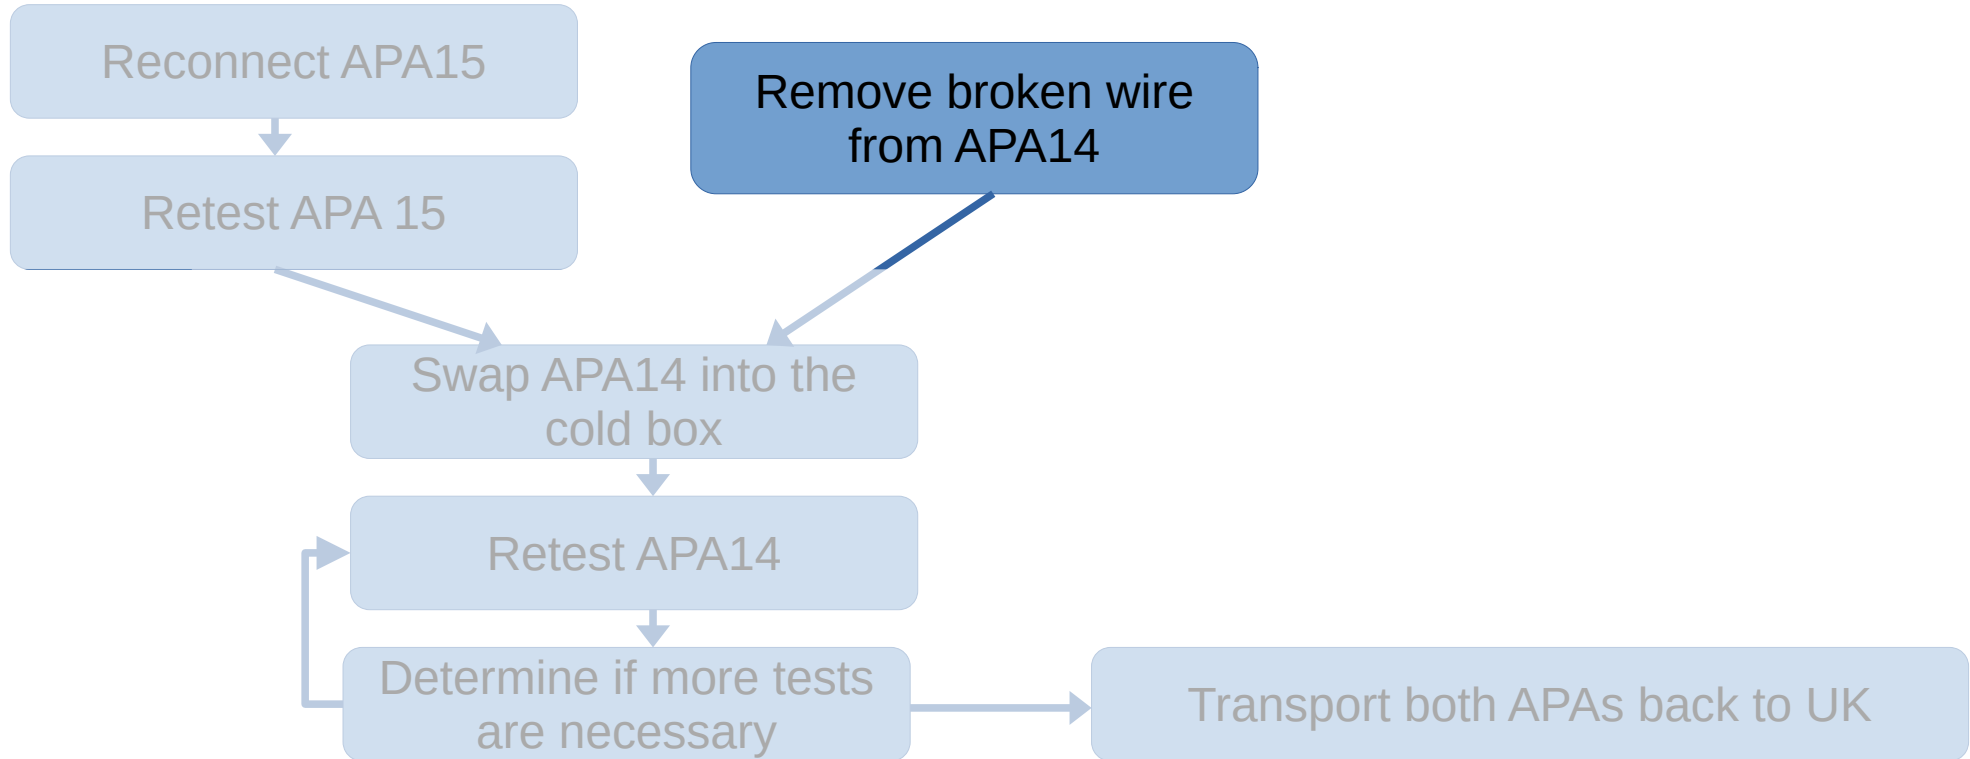 Reconnect APA15
Remove broken wire
from APA14
Retest APA 15
Swap APA14 into the
cold box
Retest APA14
Determine if more tests
are necessary
Transport both APAs back to UK